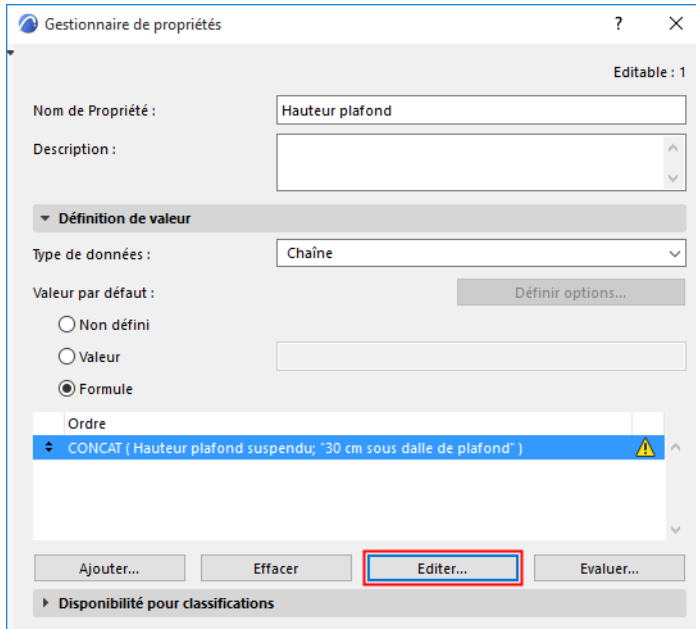 Gestionnaire de propriétés ?
Editable : 1
Nom de Propriété : Hauteur plafond
Description :
Définition de valeur
Type de données : Chaîne
Valeur par défaut : Définir options...
Non défini
Valeur
Formule
Ordre
CONCAT ( Hauteur plafond suspendu; "30 cm sous dalle de plafond" )
Ajouter... Effacer Editer... Evaluer...
Disponibilité pour classifications